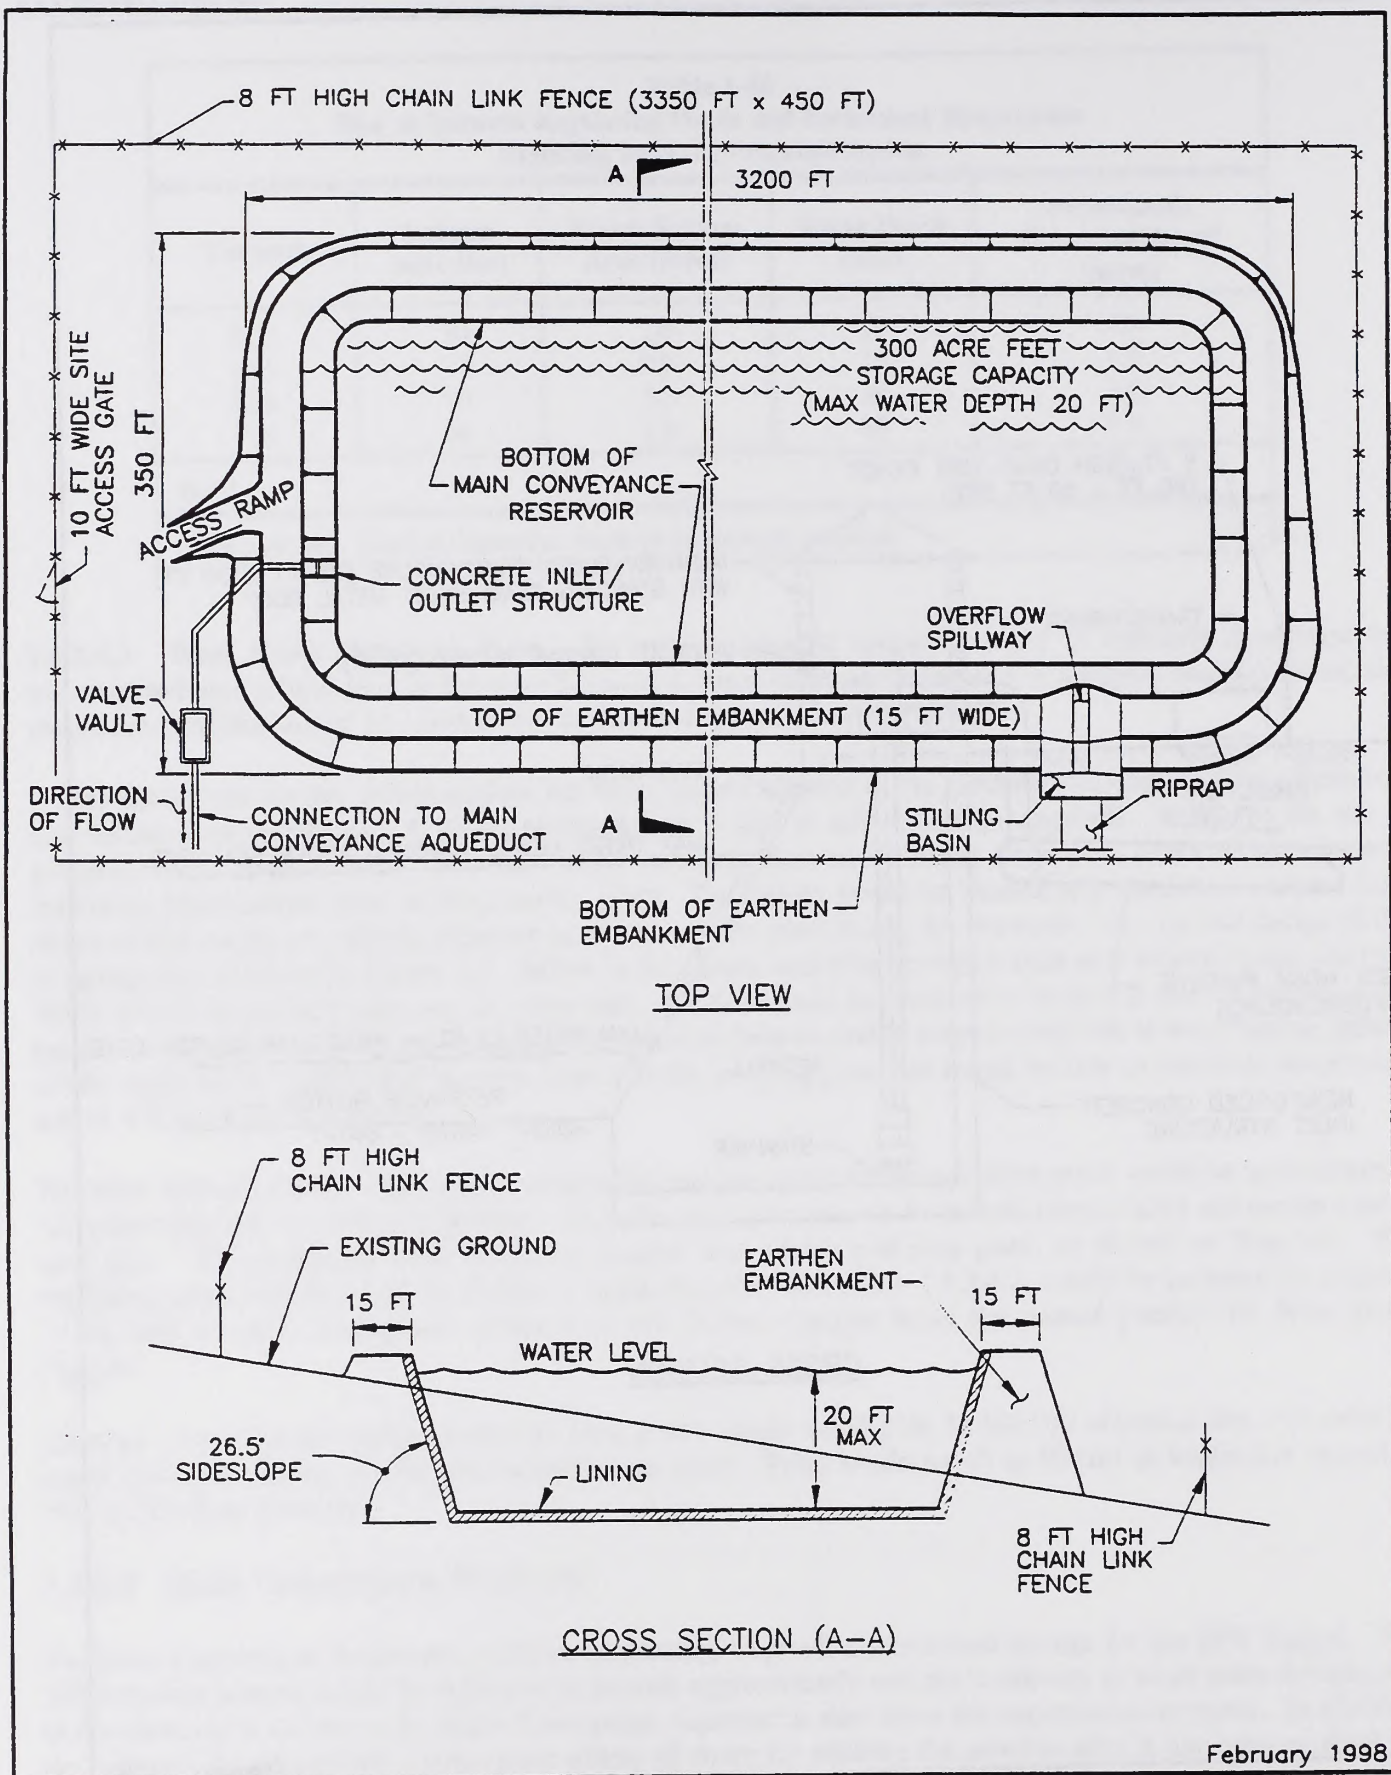 8 FT HIGH CHAIN LINK FENCE (3350 FT x 450 FT)
A
3200 FT
10 FT WIDE SITE
ACCESS GATE
350 FT
300 ACRE FEET
STORAGE CAPACITY
(MAX WATER DEPTH 20 FT)
BOTTOM OF
MAIN CONVEYANCE
RESERVOIR
ACCESS RAMP
CONCRETE INLET/
OUTLET STRUCTURE
OVERFLOW
SPILLWAY
VALVE
VAULT
TOP OF EARTHEN EMBANKMENT (15 FT WIDE)
DIRECTION
OF FLOW
CONNECTION TO MAIN
CONVEYANCE AQUEDUCT
A
STILLING
BASIN
RIPRAP
BOTTOM OF EARTHEN
EMBANKMENT
TOP VIEW
8 FT HIGH
CHAIN LINK FENCE
EXISTING GROUND
15 FT
WATER LEVEL
EARTHEN
EMBANKMENT
15 FT
26.5°
SIDESLOPE
20 FT
MAX
LINING
8 FT HIGH
CHAIN LINK
FENCE
CROSS SECTION (A-A)
February 1998